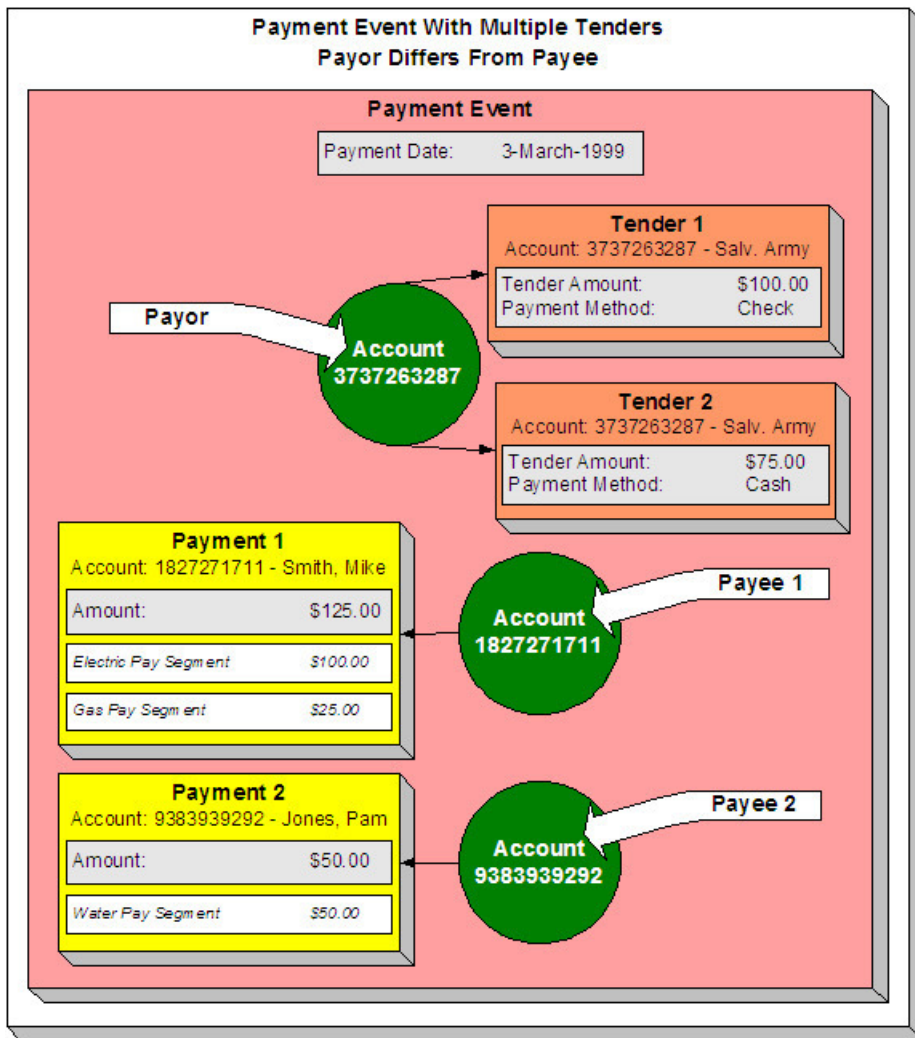 Payment Event With Multiple Tenders
Payor Differs From Payee
Payment Event
Payment Date: 3-March-1999
Tender 1
Account: 3737263287 - Salv. Army
Tender Amount: $100.00
Payment Method: Check
Payor
Account
3737263287
Tender 2
Account: 3737263287 - Salv. Army
Tender Amount: $75.00
Payment Method: Cash
Payment 1
Account: 1827271711 - Smith, Mike
Amount: $125.00
Electric Pay Segment $100.00
Gas Pay Segment $25.00
Payee 1
Account
1827271711
Payment 2
Account: 9383939292 - Jones, Pam
Amount: $50.00
Water Pay Segment $50.00
Payee 2
Account
9383939292